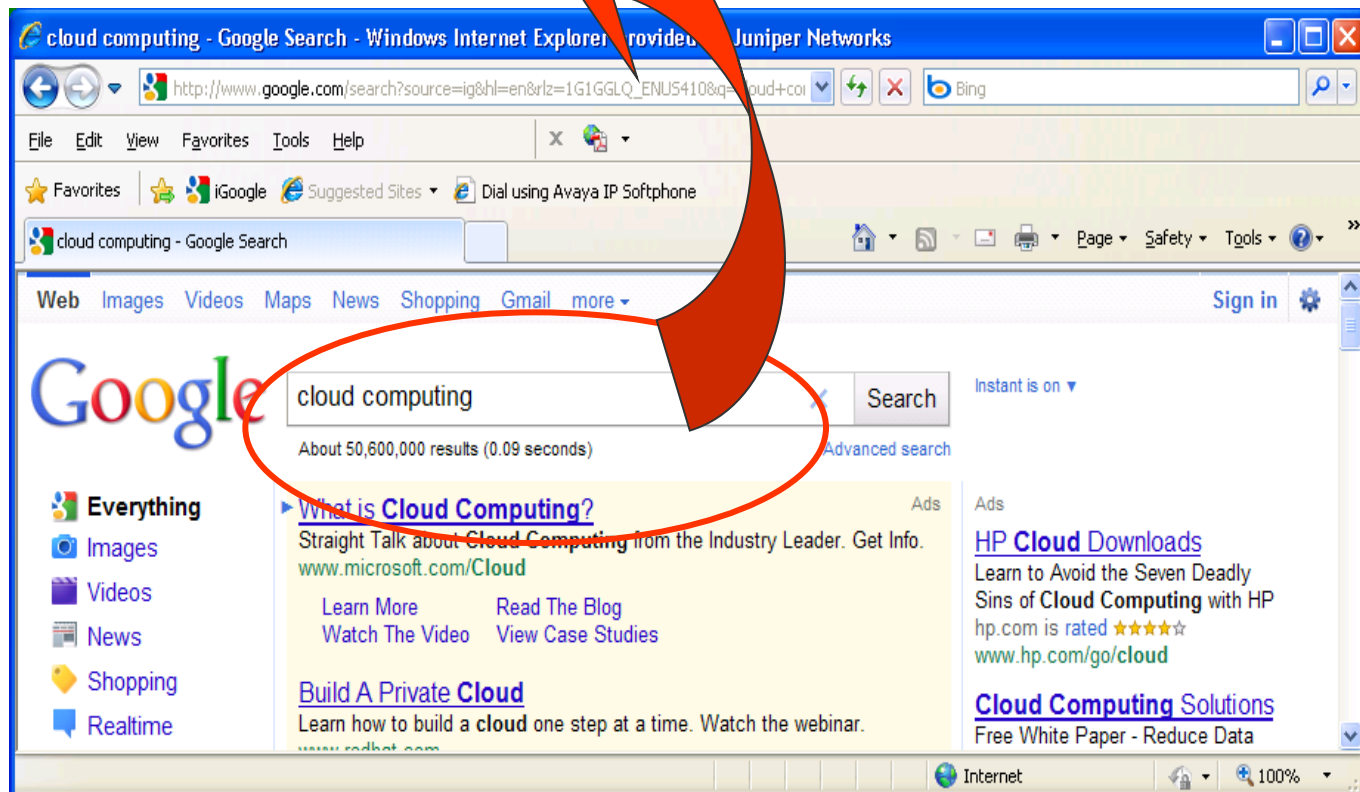 cloud computing - Google Search - Windows Internet Explorer provided Juniper Networks
http://www.google.com/search?source=ig&hl=en&rlz=1G1GGLQ_ENUS410&q= Bing
File Edit View Favorites Tools Help
Favorites iGoogle Suggested Sites Dial using Avaya IP Softphone
cloud computing - Google Search Page Safety Tools
Web Images Videos Maps News Shopping Gmail more Sign in
Google cloud computing Search Instant is on
About 50,600,000 results (0.09 seconds) Advanced search
Everything
Images
Videos
News
Shopping
Realtime
What is Cloud Computing? Ads
Straight Talk about Cloud Computing from the Industry Leader. Get Info.
www.microsoft.com/Cloud
Learn More Read The Blog
Watch The Video View Case Studies
Build A Private Cloud
Learn how to build a cloud one step at a time. Watch the webinar.
www.redhat.com
Ads
HP Cloud Downloads
Learn to Avoid the Seven Deadly
Sins of Cloud Computing with HP
hp.com is rated
www.hp.com/go/cloud
Cloud Computing Solutions
Free White Paper - Reduce Data
Internet 100%